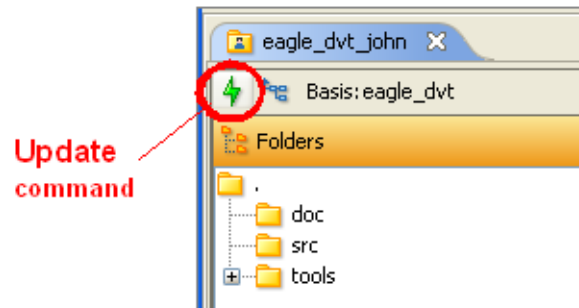 eagle_dvt_john
Basis: eagle_dvt
Update
command
Folders
.
doc
src
tools